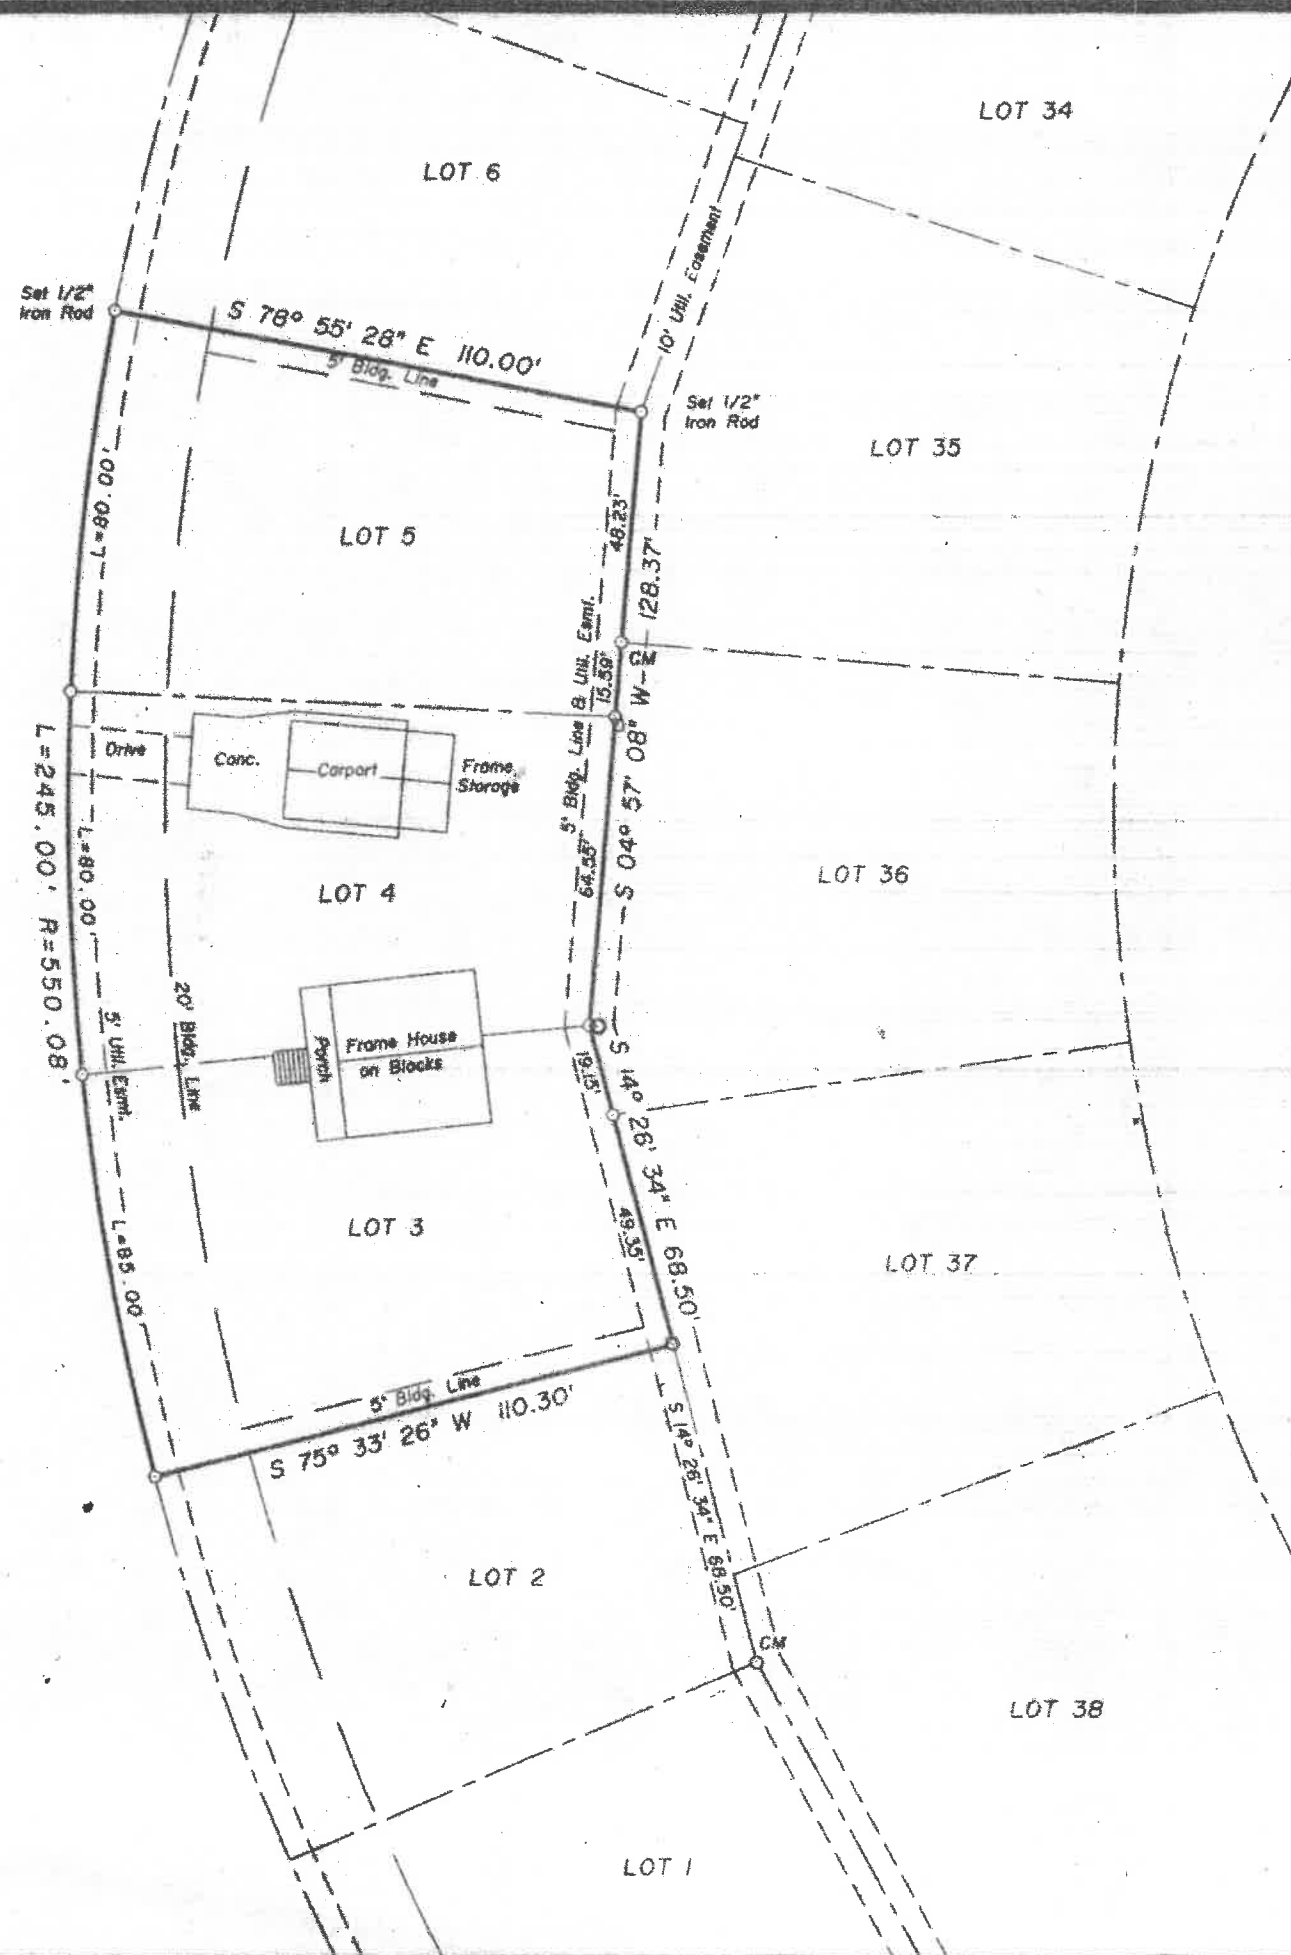 LOT 34
LOT 6
10' Util. Easement
Set 1/2"
Iron Rod
S 78° 55' 28" E 110.00'
5' Bldg. Line
Set 1/2"
Iron Rod
LOT 35
L=80.00'
LOT 5
48.23'
128.37'
5' Bldg. Line & Util. Esmt.
15.59'
CM
S 04° 57' 08" W
Drive
Conc.
Carport
Frame
Storage
L=245.00' R=550.08'
L=80.00'
64.55'
LOT 4
LOT 36
20' Bldg. Line
5' Util. Esmt.
Porch
Frame House
on Blocks
19.15'
S 14° 26' 34" E 68.50'
L=85.00
LOT 3
49.35'
LOT 37
5' Bldg. Line
S 75° 33' 26" W 110.30'
S 14° 26' 34" E 68.50'
LOT 2
CM
LOT 38
LOT 1